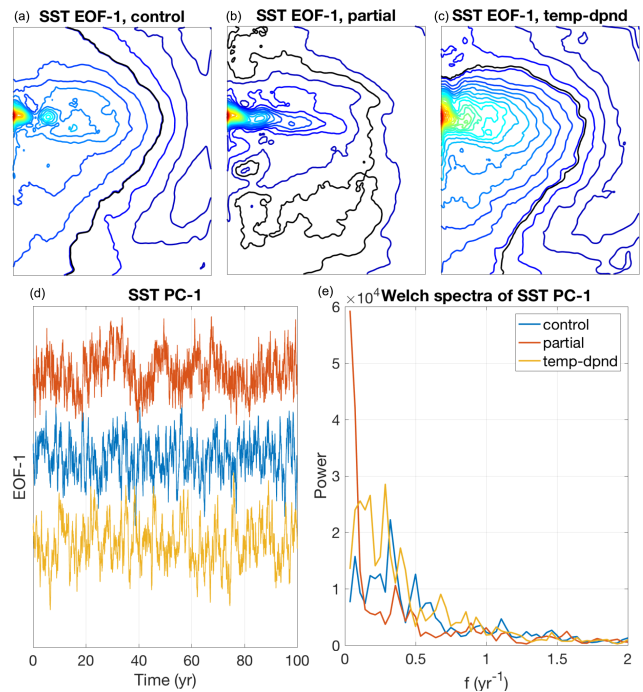 (a) SST EOF-1, control
(b) SST EOF-1, partial
(c) SST EOF-1, temp-dpnd
(d) SST PC-1
EOF-1
0 20 40 60 80 100
Time (yr)
(e) ×10⁴ Welch spectra of SST PC-1
control
partial
temp-dpnd
6
5
4
3
2
1
0
Power
0 0.5 1 1.5 2
f (yr⁻¹)